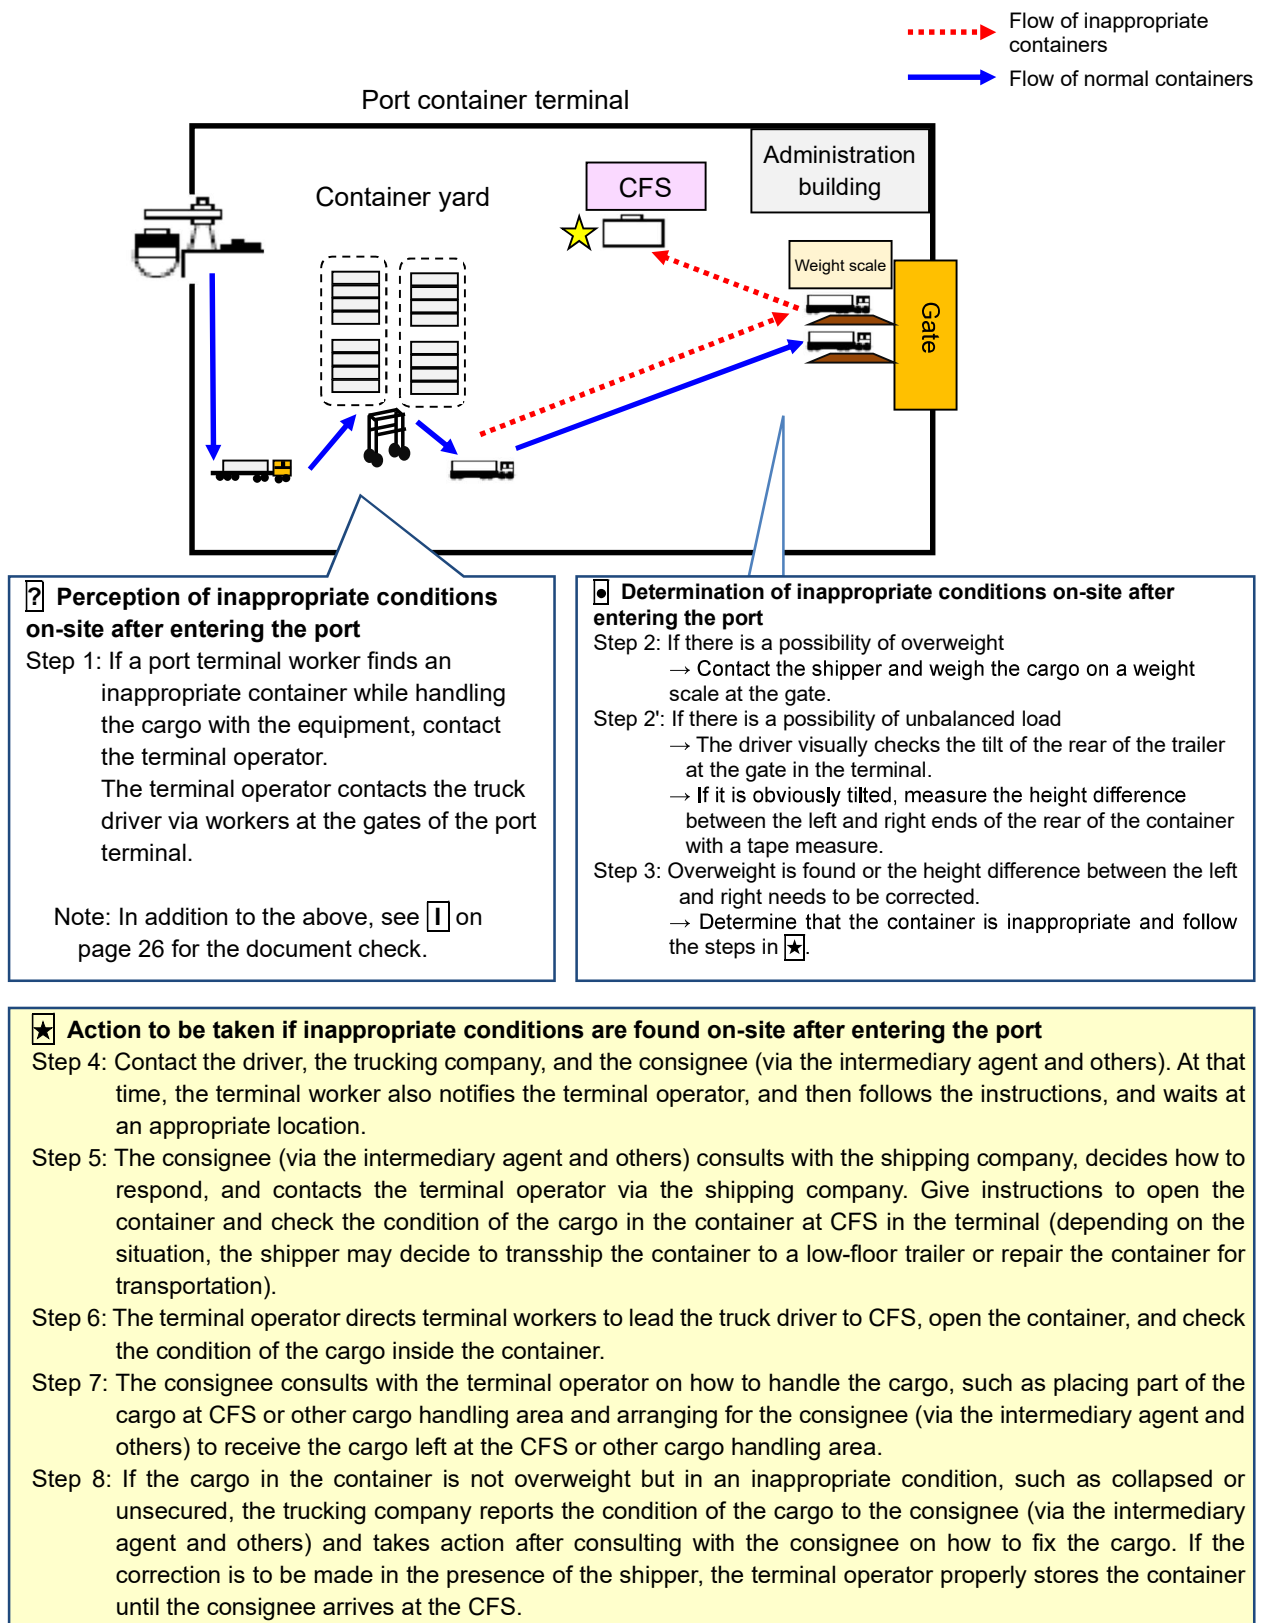 Flow of inappropriate
containers
Flow of normal containers
Port container terminal
Administration
building
CFS
Container yard
Weight scale
Gate
? Perception of inappropriate conditions
on-site after entering the port
Step 1: If a port terminal worker finds an
inappropriate container while handling
the cargo with the equipment, contact
the terminal operator.
The terminal operator contacts the truck
driver via workers at the gates of the port
terminal.
Note: In addition to the above, see I on
page 26 for the document check.
● Determination of inappropriate conditions on-site after
entering the port
Step 2: If there is a possibility of overweight
→ Contact the shipper and weigh the cargo on a weight
scale at the gate.
Step 2': If there is a possibility of unbalanced load
→ The driver visually checks the tilt of the rear of the trailer
at the gate in the terminal.
→ If it is obviously tilted, measure the height difference
between the left and right ends of the rear of the container
with a tape measure.
Step 3: Overweight is found or the height difference between the left
and right needs to be corrected.
→ Determine that the container is inappropriate and follow
the steps in ★.
★ Action to be taken if inappropriate conditions are found on-site after entering the port
Step 4: Contact the driver, the trucking company, and the consignee (via the intermediary agent and others). At that
time, the terminal worker also notifies the terminal operator, and then follows the instructions, and waits at
an appropriate location.
Step 5: The consignee (via the intermediary agent and others) consults with the shipping company, decides how to
respond, and contacts the terminal operator via the shipping company. Give instructions to open the
container and check the condition of the cargo in the container at CFS in the terminal (depending on the
situation, the shipper may decide to transship the container to a low-floor trailer or repair the container for
transportation).
Step 6: The terminal operator directs terminal workers to lead the truck driver to CFS, open the container, and check
the condition of the cargo inside the container.
Step 7: The consignee consults with the terminal operator on how to handle the cargo, such as placing part of the
cargo at CFS or other cargo handling area and arranging for the consignee (via the intermediary agent and
others) to receive the cargo left at the CFS or other cargo handling area.
Step 8: If the cargo in the container is not overweight but in an inappropriate condition, such as collapsed or
unsecured, the trucking company reports the condition of the cargo to the consignee (via the intermediary
agent and others) and takes action after consulting with the consignee on how to fix the cargo. If the
correction is to be made in the presence of the shipper, the terminal operator properly stores the container
until the consignee arrives at the CFS.